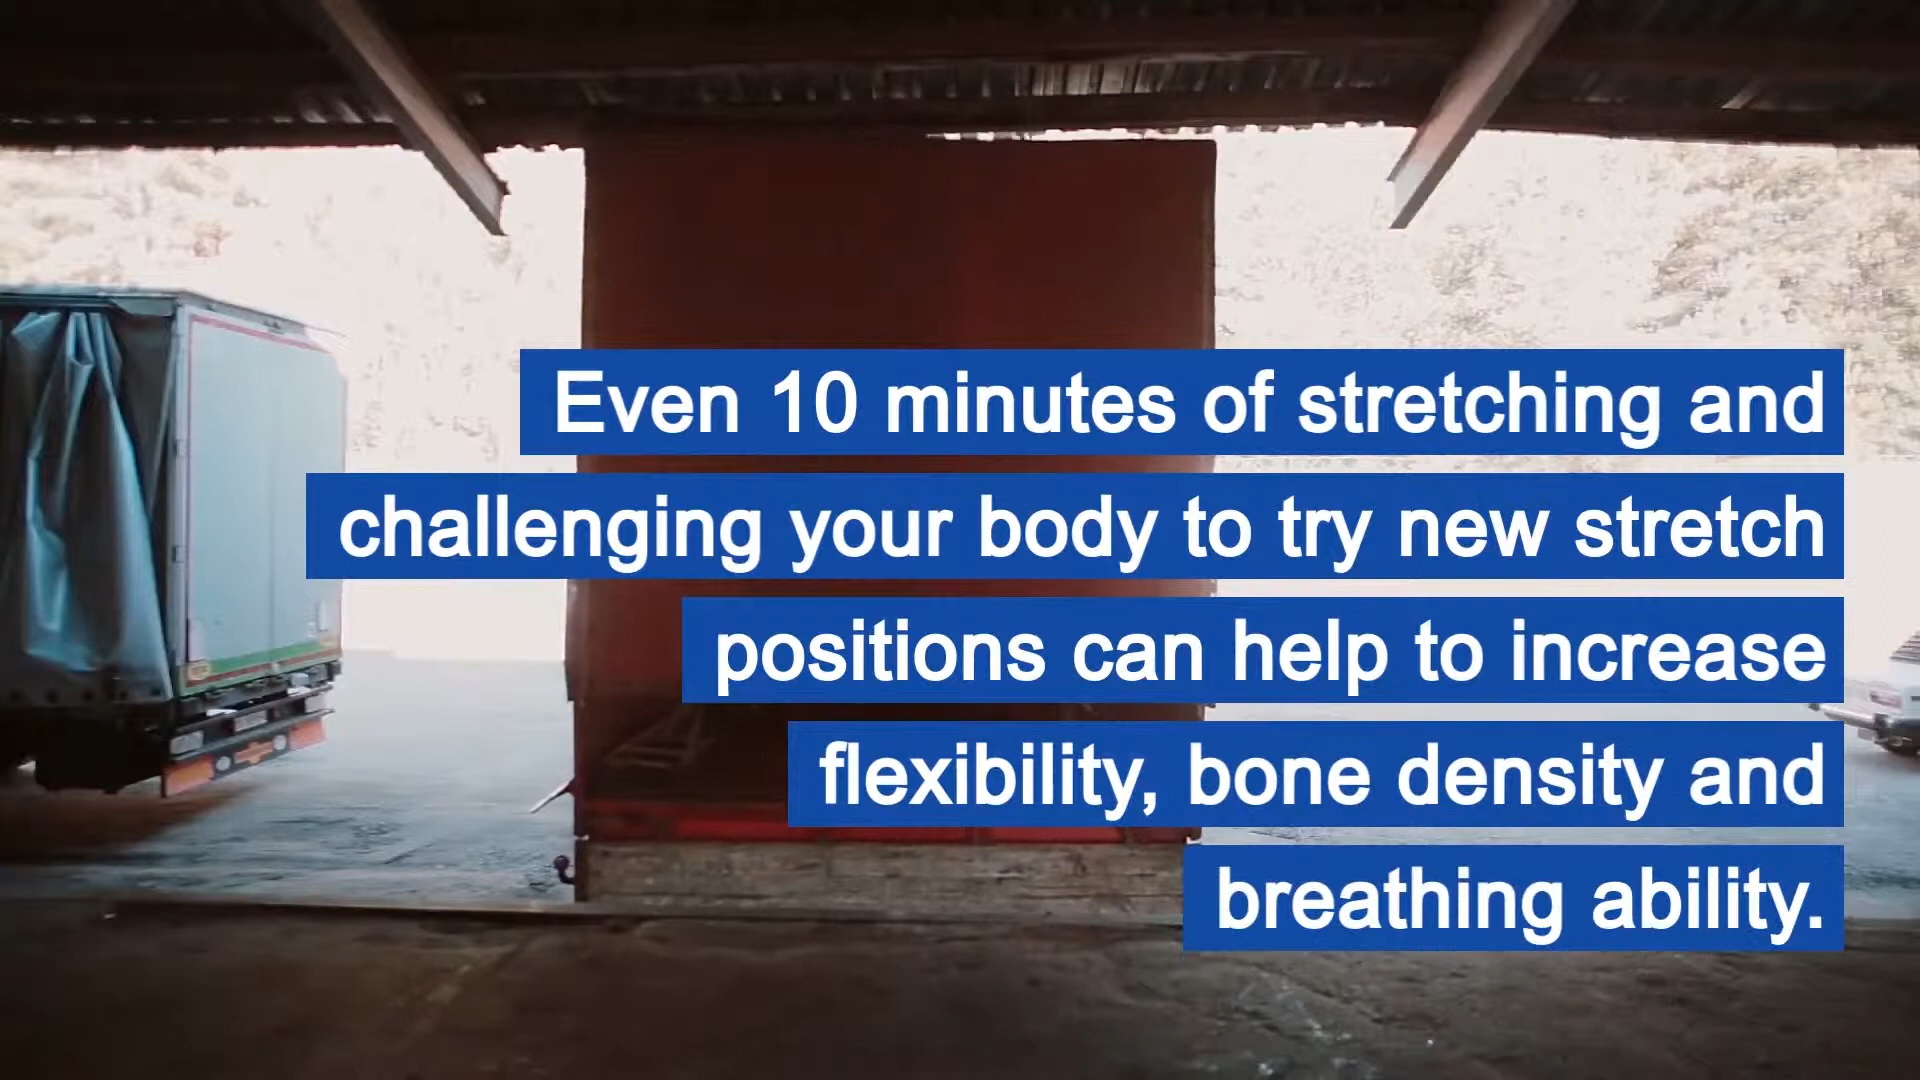 Even 10 minutes of stretching and
challenging your body to try new stretch
positions can help to increase
flexibility, bone density and
breathing ability.